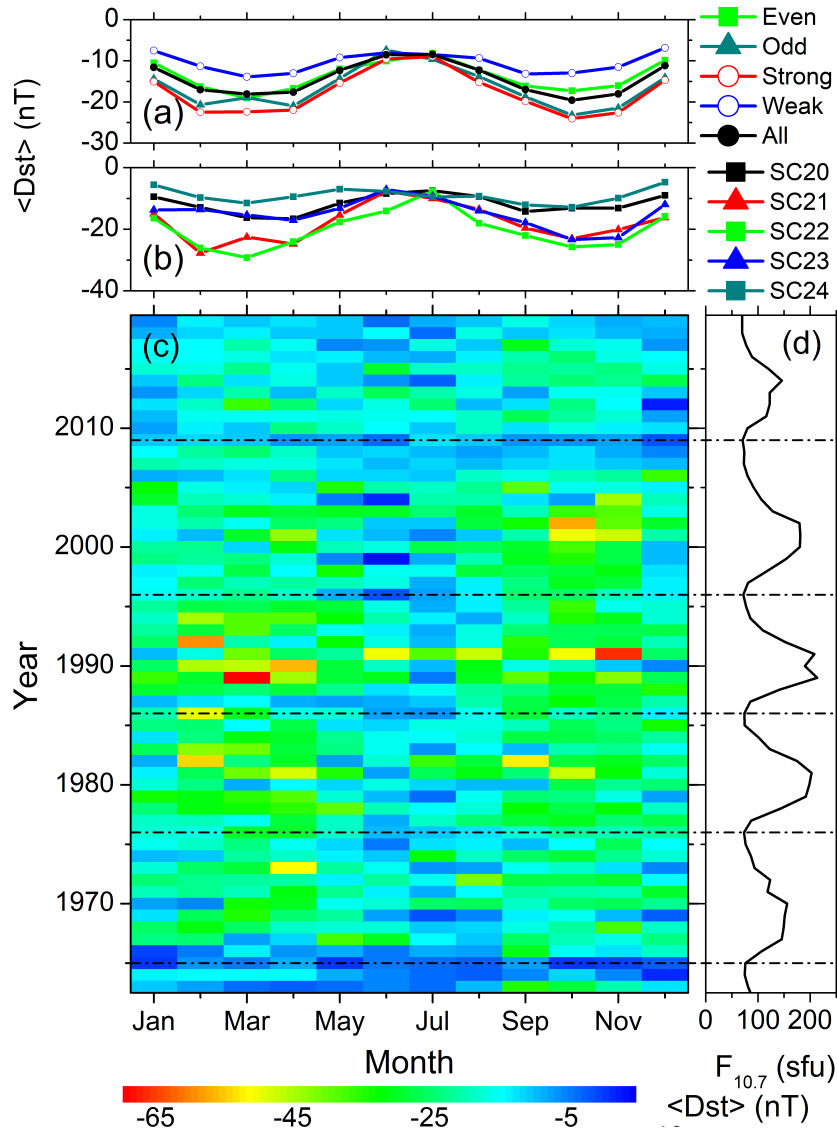 0
-10
-20
-30
(a)
Even
Odd
Strong
Weak
All
<Dst> (nT)
0
-20
-40
(b)
SC20
SC21
SC22
SC23
SC24
(c)
(d)
2010
2000
1990
1980
1970
Year
Jan Mar May Jul Sep Nov
0 100 200
Month
F10.7 (sfu)
-65 -45 -25 -5
<Dst> (nT)